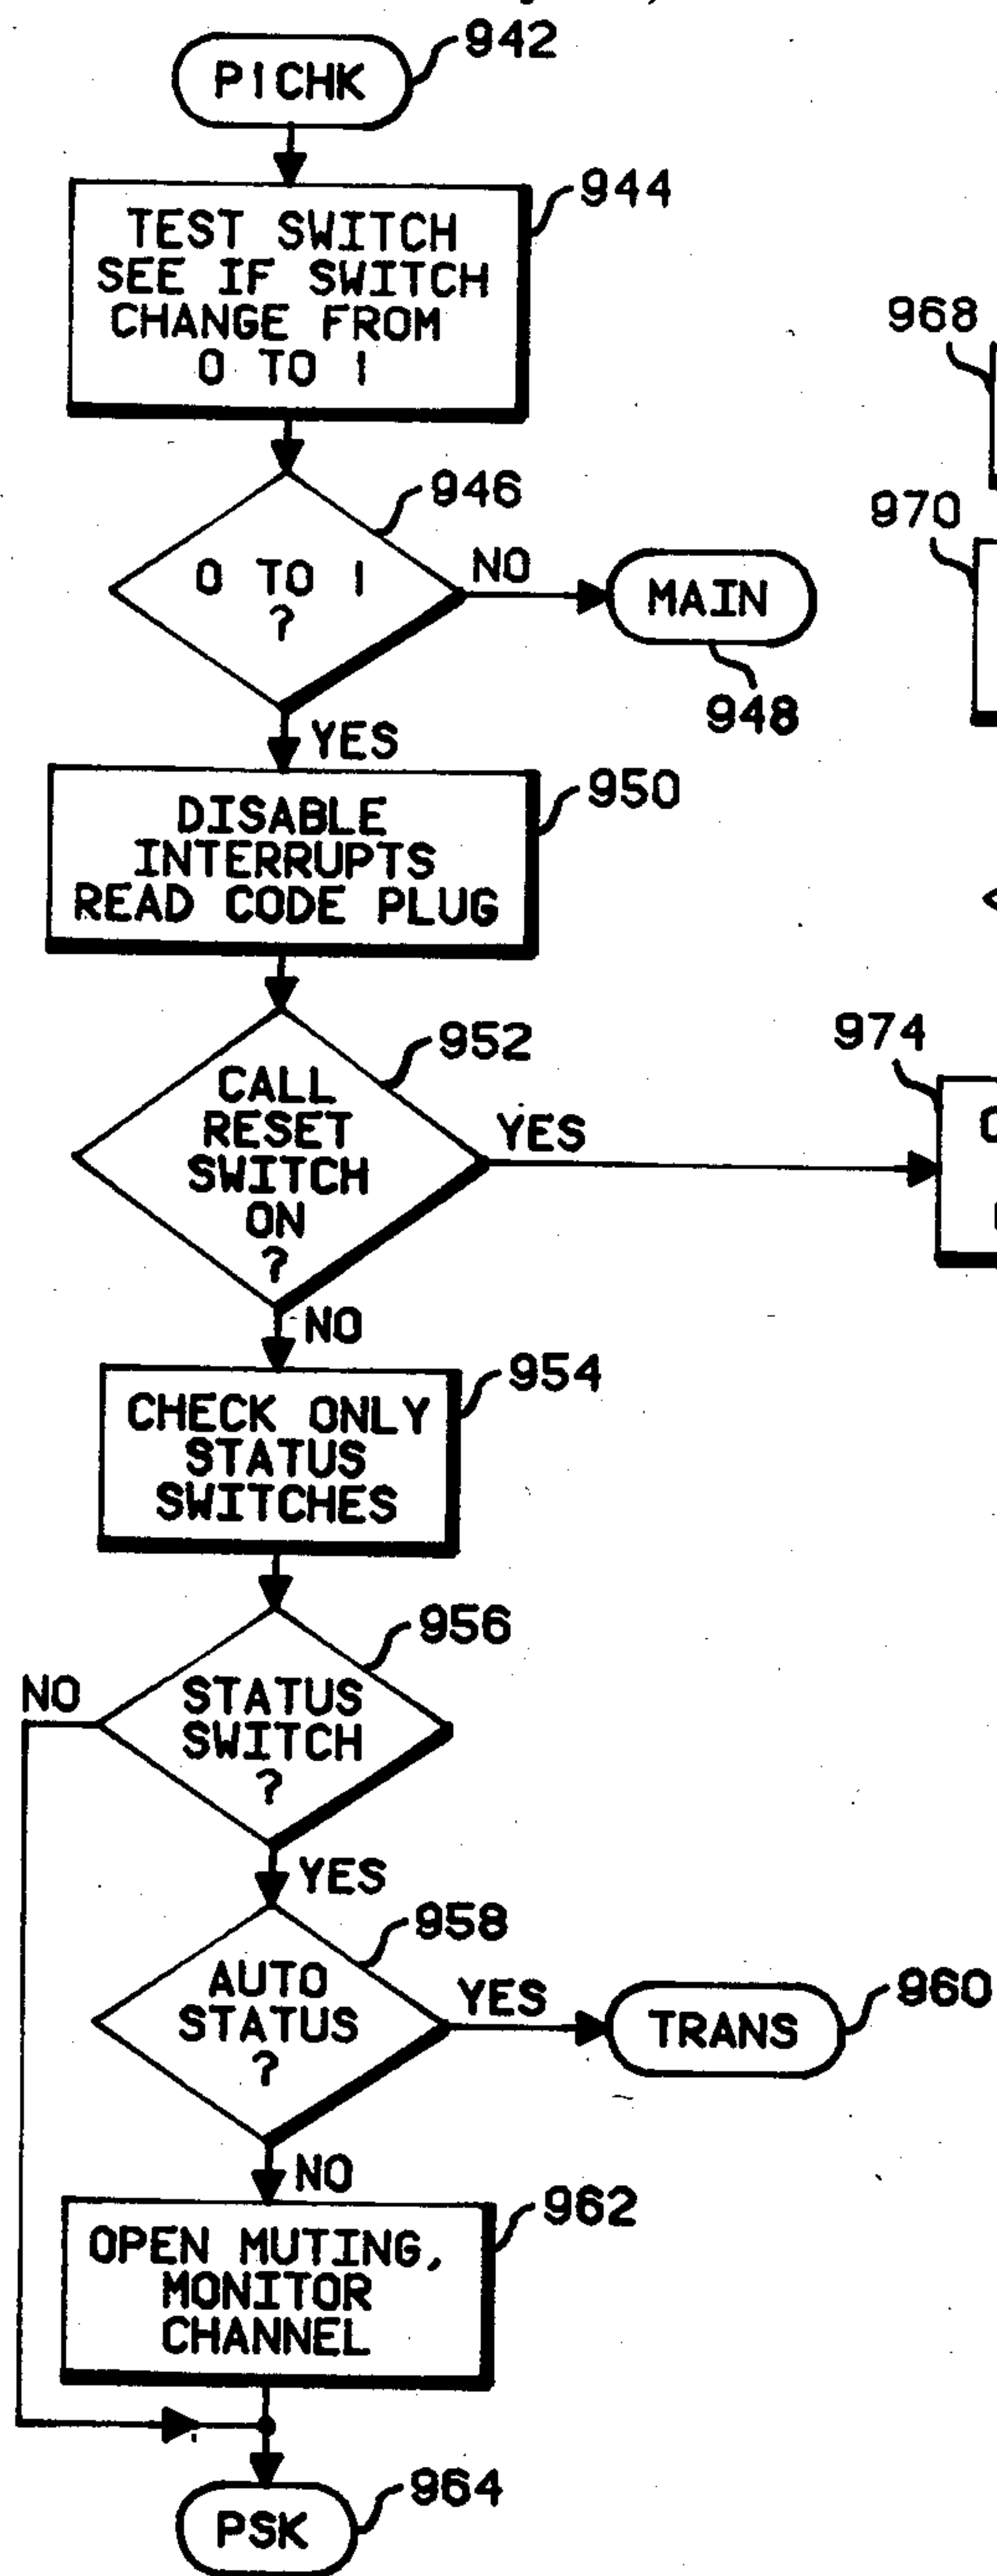 PICHK
942
TEST SWITCH
SEE IF SWITCH
CHANGE FROM
0 TO 1
944
968
946
0 TO 1
?
NO
MAIN
948
970
YES
DISABLE
INTERRUPTS
READ CODE PLUG
950
952
CALL
RESET
SWITCH
ON
?
YES
974
NO
CHECK ONLY
STATUS
SWITCHES
954
956
NO
STATUS
SWITCH
?
YES
958
AUTO
STATUS
?
YES
TRANS
960
NO
OPEN MUTING,
MONITOR
CHANNEL
962
PSK
964